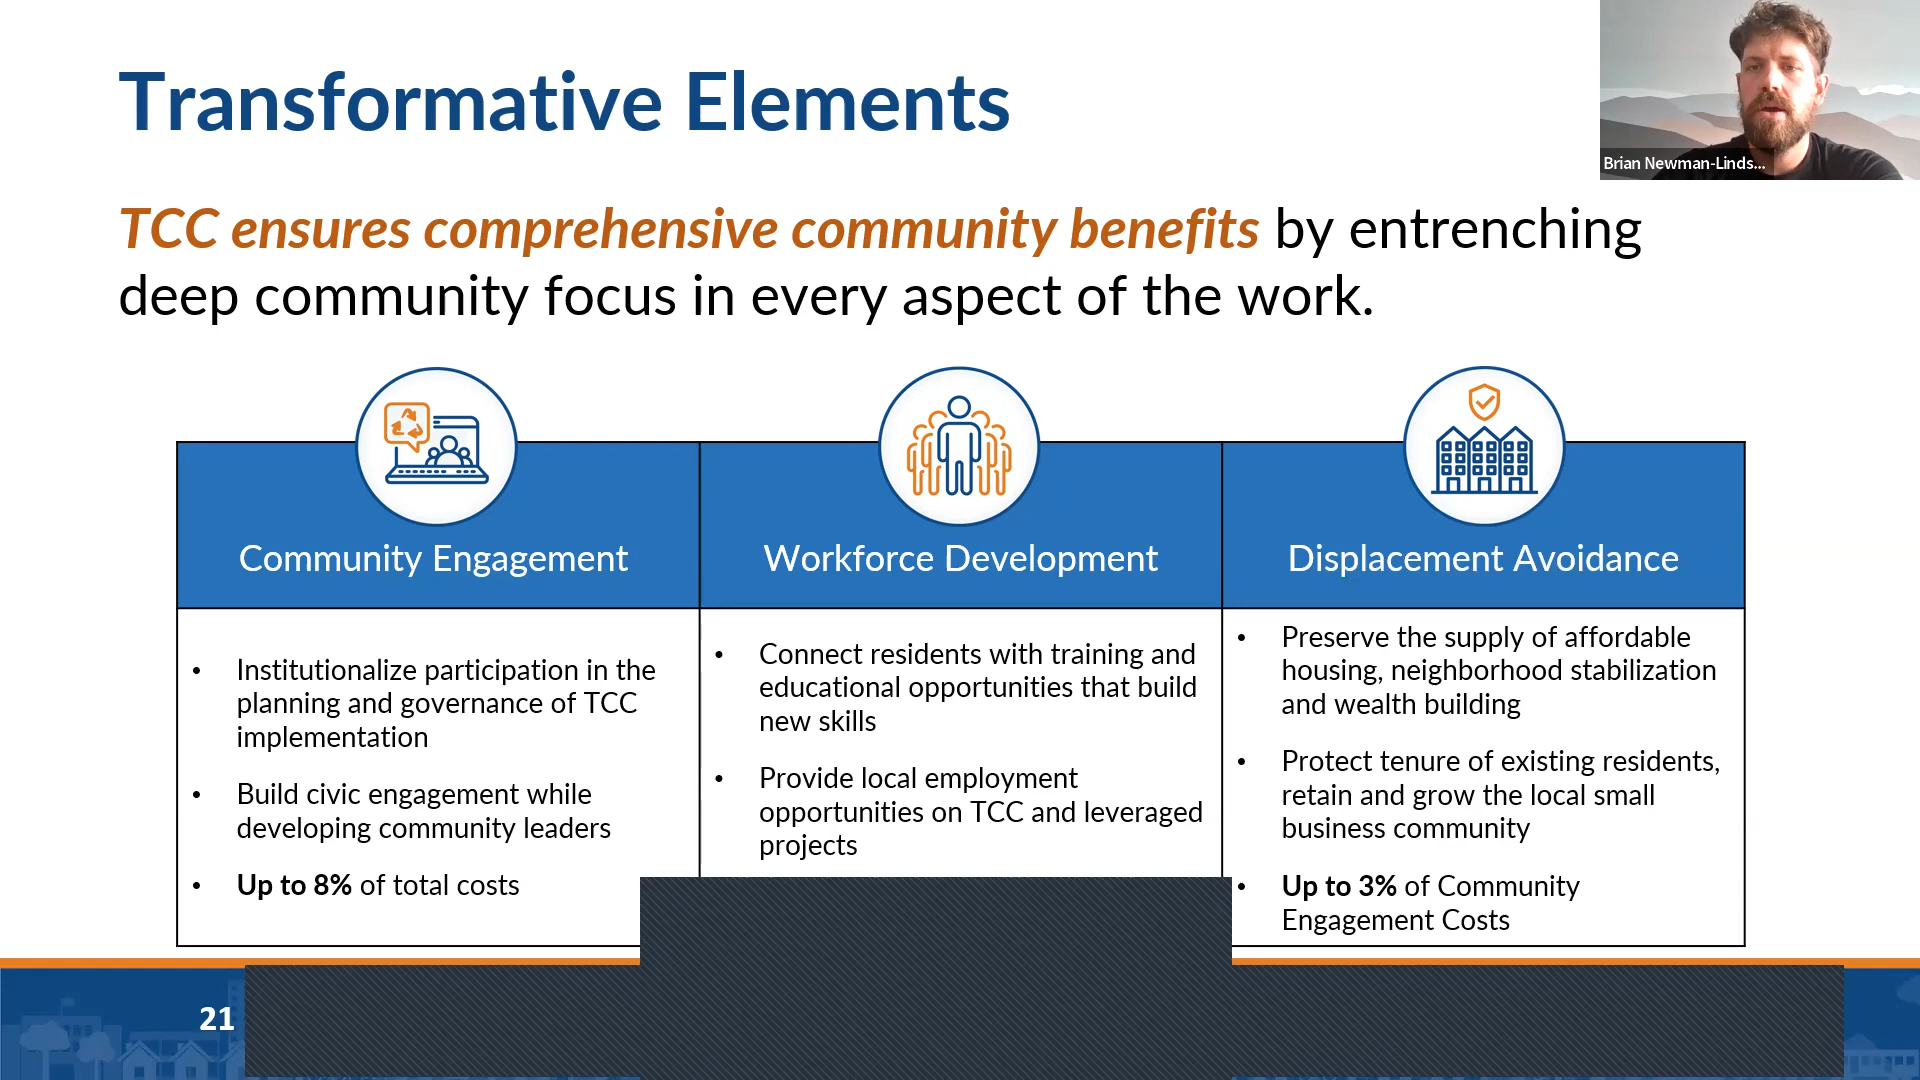 Transformative Elements
Brian Newman-Linds...
TCC ensures comprehensive community benefits by entrenching
deep community focus in every aspect of the work.
Community Engagement
Workforce Development
Displacement Avoidance
• Institutionalize participation in the
planning and governance of TCC
implementation
• Build civic engagement while
developing community leaders
• Up to 8% of total costs
• Connect residents with training and
educational opportunities that build
new skills
• Provide local employment
opportunities on TCC and leveraged
projects
• Preserve the supply of affordable
housing, neighborhood stabilization
and wealth building
• Protect tenure of existing residents,
retain and grow the local small
business community
• Up to 3% of Community
Engagement Costs
21